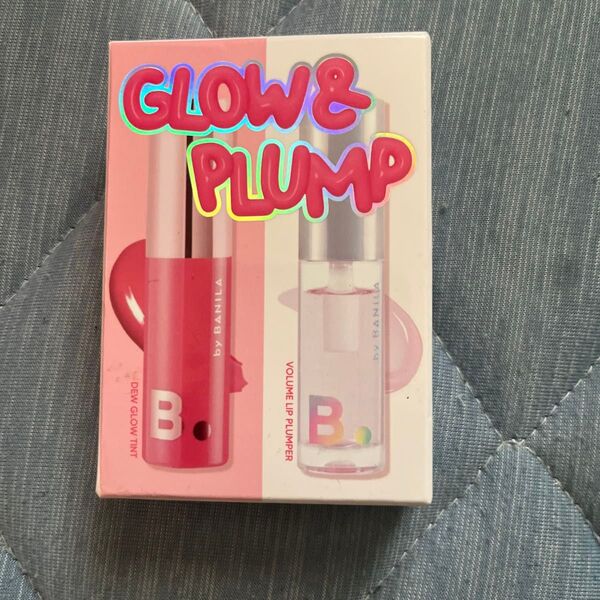 GLOW&
PLUMP
by BANILA
B.
DEW GLOW TINT
by BANILA
B.
VOLUME LIP PLUMPER